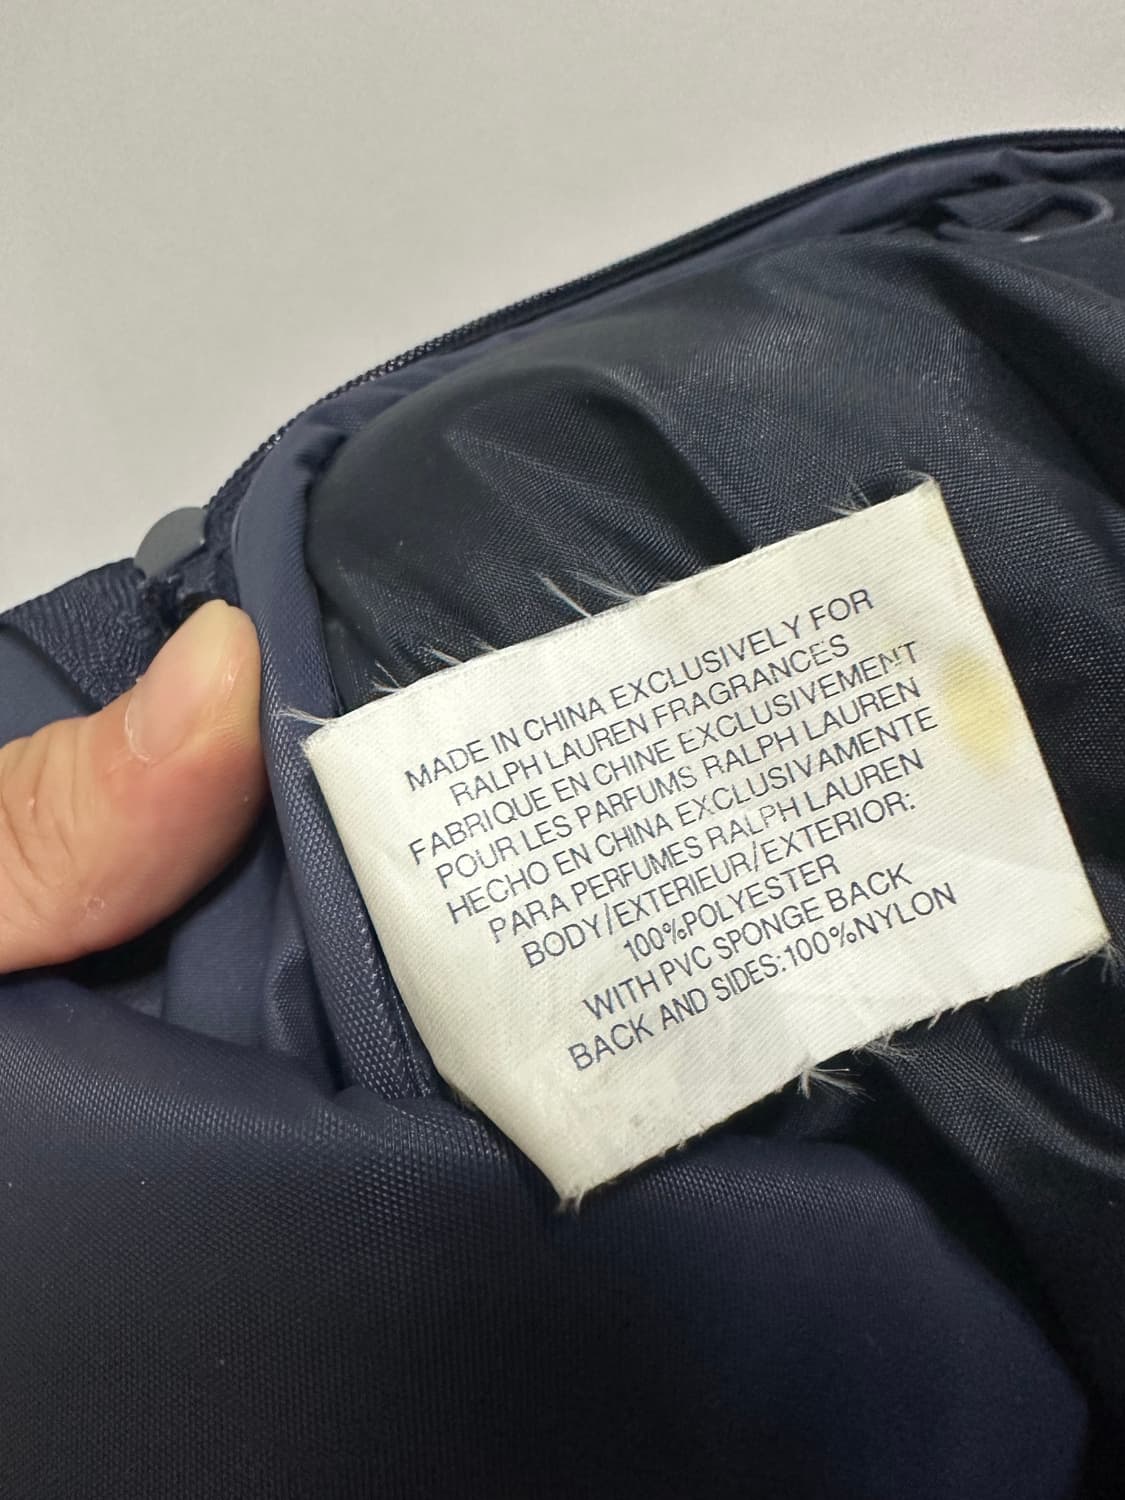 MADE IN CHINA EXCLUSIVELY FOR
RALPH LAUREN FRAGRANCES
FABRIQUE EN CHINE EXCLUSIVEMENT
POUR LES PARFUMS RALPH LAUREN
HECHO EN CHINA EXCLUSIVAMENTE
PARA PERFUMES RALPH LAUREN
BODY/EXTERIEUR/EXTERIOR:
100%POLYESTER
WITH PVC SPONGE BACK
BACK AND SIDES:100%NYLON